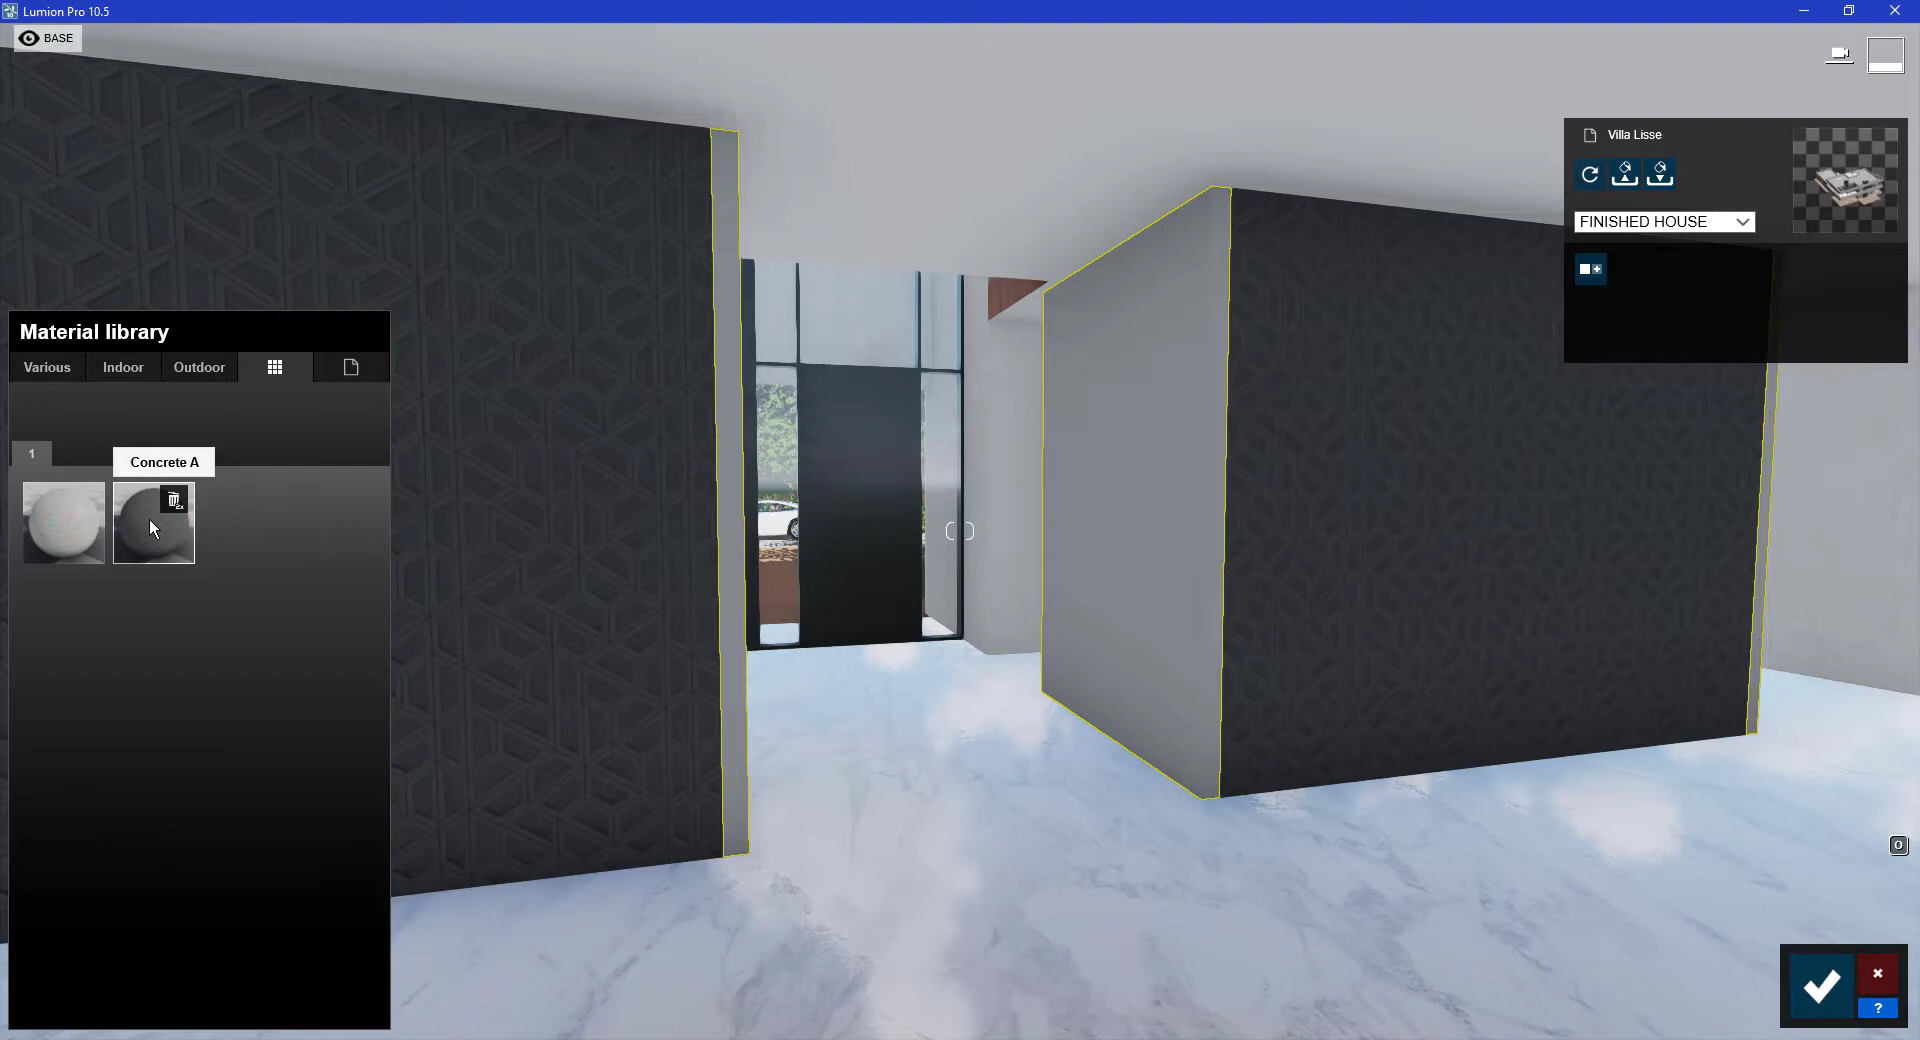 Lumion Pro 10.5
BASE
Villa Lisse
FINISHED HOUSE
Material library
Various
Indoor
Outdoor
1
Concrete A
O
?